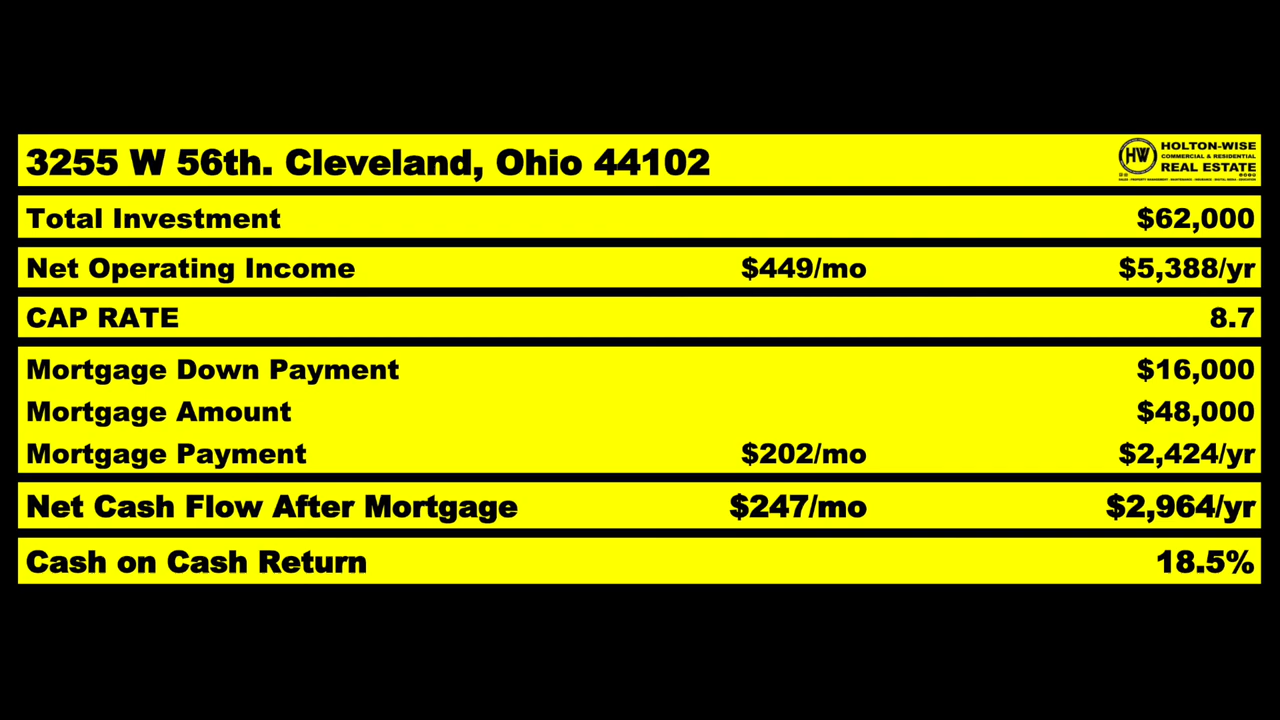 3255 W 56th. Cleveland, Ohio 44102
HW
HOLTON-WISE
COMMERCIAL & RESIDENTIAL
REAL ESTATE
Total Investment $62,000
Net Operating Income $449/mo $5,388/yr
CAP RATE 8.7
Mortgage Down Payment $16,000
Mortgage Amount $48,000
Mortgage Payment $202/mo $2,424/yr
Net Cash Flow After Mortgage $247/mo $2,964/yr
Cash on Cash Return 18.5%